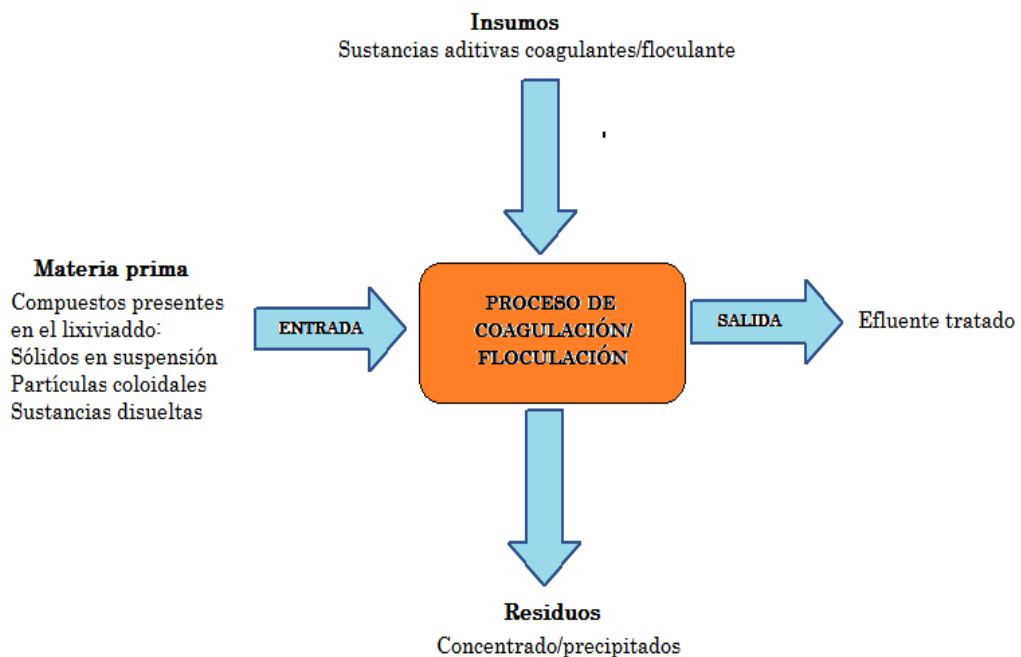 Insumos
Sustancias aditivas coagulantes/floculante
Materia prima
Compuestos presentes
en el lixiviaddo:
Sólidos en suspensión
Partículas coloidales
Sustancias disueltas
ENTRADA
PROCESO DE
COAGULACIÓN/
FLOCULACIÓN
SALIDA
Efluente tratado
Residuos
Concentrado/precipitados